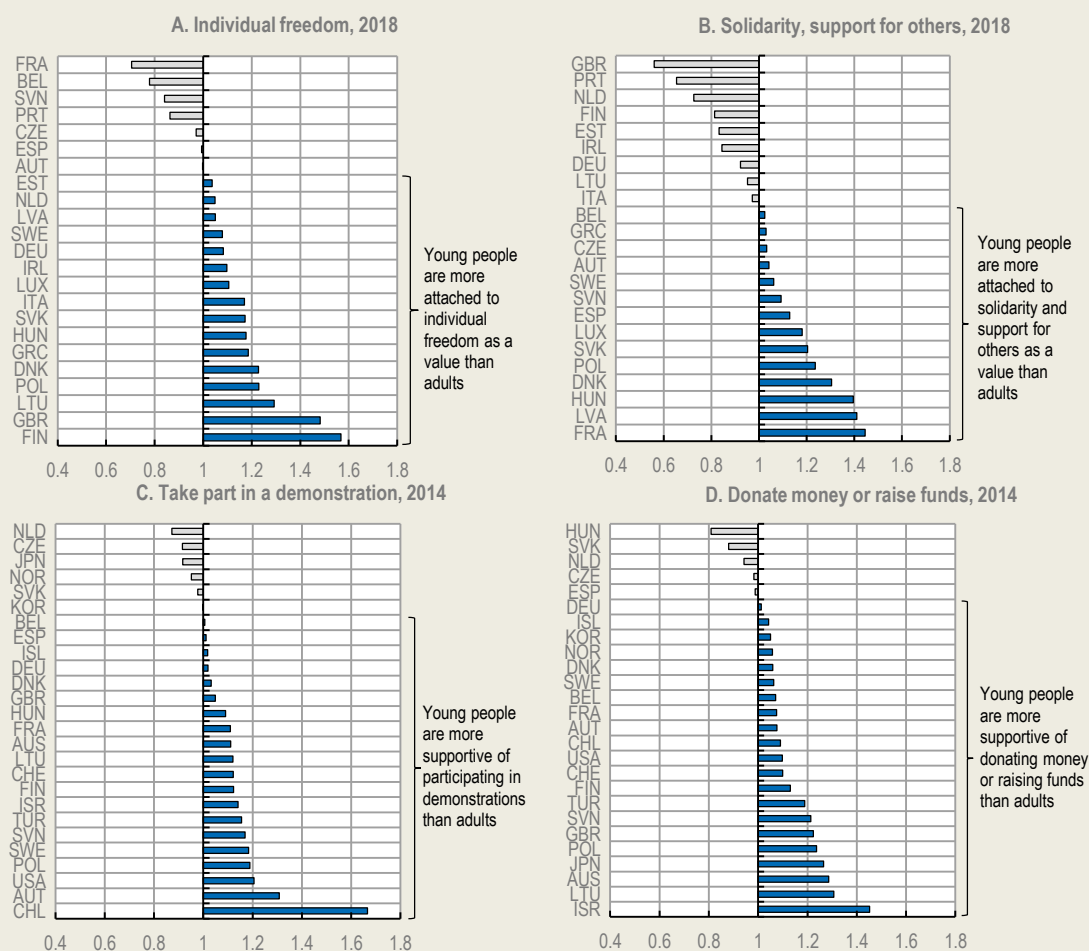 A. Individual freedom, 2018
FRA
BEL
SVN
PRT
CZE
ESP
AUT
EST
NLD
LVA
SWE
DEU
IRL
LUX
ITA
SVK
HUN
GRC
DNK
POL
LTU
GBR
FIN
Young people
are more
attached to
individual
freedom as a
value than
adults
0.4 0.6 0.8 1 1.2 1.4 1.6 1.8
B. Solidarity, support for others, 2018
GBR
PRT
NLD
FIN
EST
IRL
DEU
LTU
ITA
BEL
GRC
CZE
AUT
SWE
SVN
ESP
LUX
SVK
POL
DNK
HUN
LVA
FRA
Young people
are more
attached to
solidarity and
support for
others as a
value than
adults
0.4 0.6 0.8 1 1.2 1.4 1.6 1.8
C. Take part in a demonstration, 2014
NLD
CZE
JPN
NOR
SVK
KOR
BEL
ESP
ISL
DEU
DNK
GBR
HUN
FRA
AUS
LTU
CHE
FIN
ISR
TUR
SVN
SWE
POL
USA
AUT
CHL
Young people
are more
supportive of
participating in
demonstrations
than adults
0.4 0.6 0.8 1 1.2 1.4 1.6 1.8
D. Donate money or raise funds, 2014
HUN
SVK
NLD
CZE
ESP
DEU
ISL
KOR
NOR
DNK
SWE
BEL
FRA
AUT
CHL
USA
CHE
FIN
TUR
SVN
GBR
POL
JPN
AUS
LTU
ISR
Young people
are more
supportive of
donating money
or raising funds
than adults
0.4 0.6 0.8 1 1.2 1.4 1.6 1.8